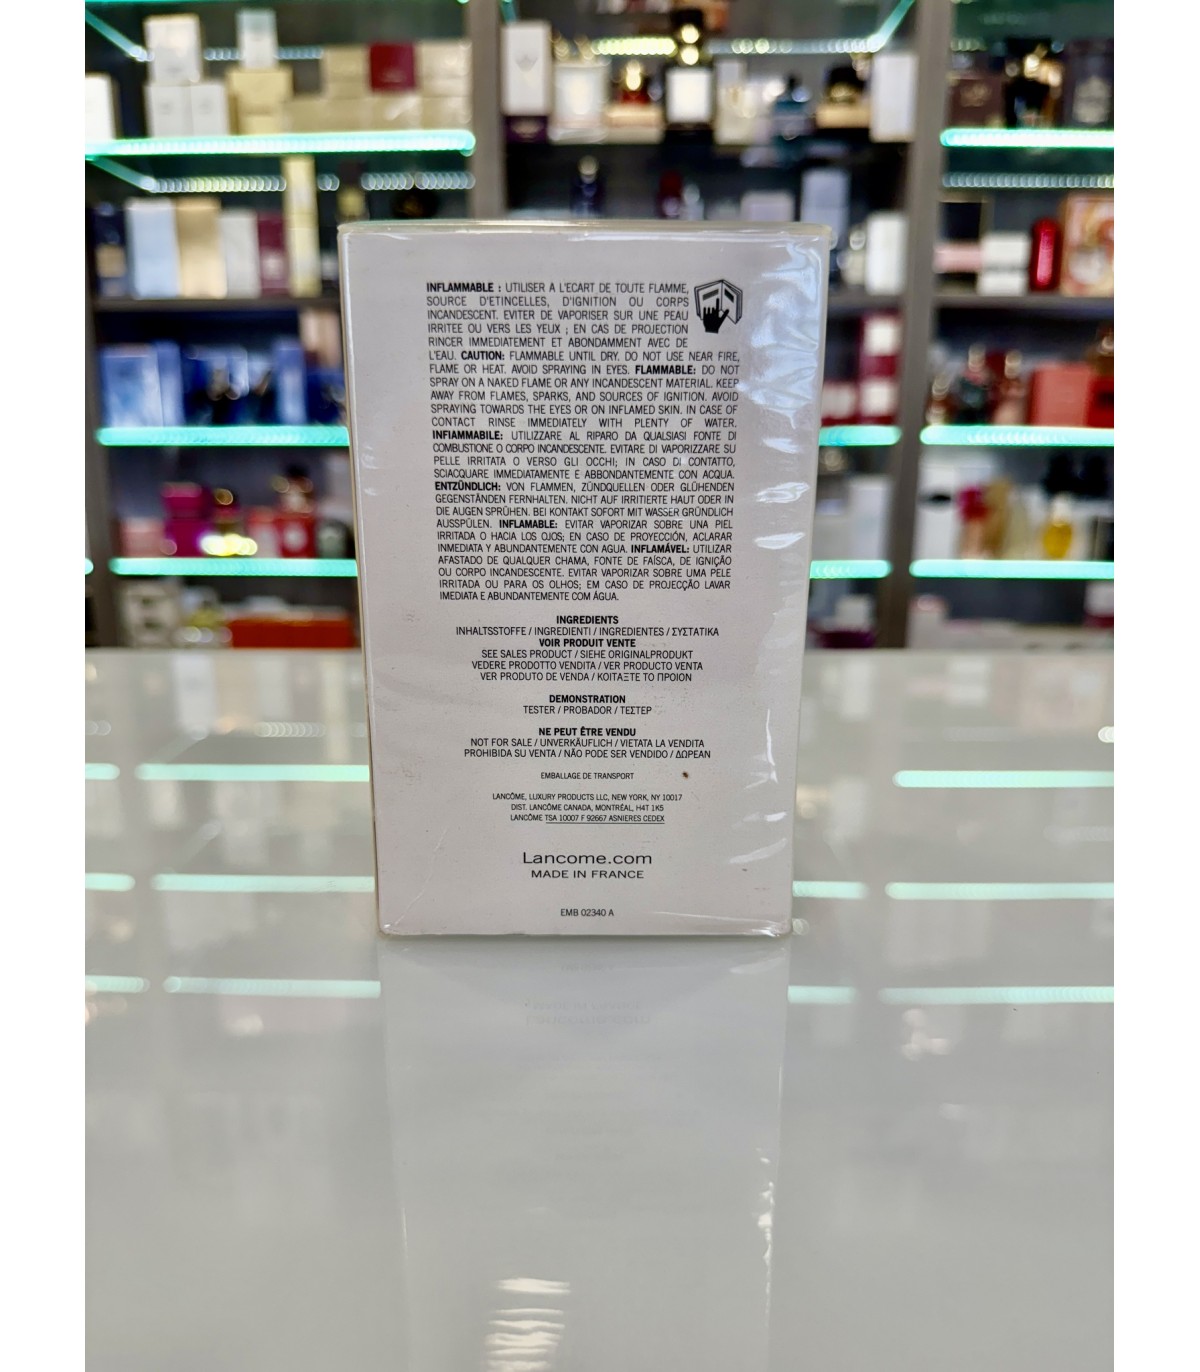 INFLAMMABLE : UTILISER A L'ECART DE TOUTE FLAMME,
SOURCE D'ETINCELLES, D'IGNITION OU CORPS
INCANDESCENT. EVITER DE VAPORISER SUR UNE PEAU
IRRITEE OU VERS LES YEUX ; EN CAS DE PROJECTION
RINCER IMMEDIATEMENT ET ABONDAMMENT AVEC DE
L'EAU. CAUTION: FLAMMABLE UNTIL DRY. DO NOT USE NEAR FIRE,
FLAME OR HEAT. AVOID SPRAYING IN EYES. FLAMMABLE: DO NOT
SPRAY ON A NAKED FLAME OR ANY INCANDESCENT MATERIAL. KEEP
AWAY FROM FLAMES, SPARKS, AND SOURCES OF IGNITION. AVOID
SPRAYING TOWARDS THE EYES OR ON INFLAMED SKIN. IN CASE OF
CONTACT RINSE IMMEDIATELY WITH PLENTY OF WATER.
INFIAMMABILE: UTILIZZARE AL RIPARO DA QUALSIASI FONTE DI
COMBUSTIONE O CORPO INCANDESCENTE. EVITARE DI VAPORIZZARE SU
PELLE IRRITATA O VERSO GLI OCCHI; IN CASO DI CONTATTO,
SCIACQUARE IMMEDIATAMENTE E ABBONDANTEMENTE CON ACQUA.
ENTZÜNDLICH: VON FLAMMEN, ZÜNDQUELLEN ODER GLÜHENDEN
GEGENSTÄNDEN FERNHALTEN. NICHT AUF IRRITIERTE HAUT ODER IN
DIE AUGEN SPRÜHEN. BEI KONTAKT SOFORT MIT WASSER GRÜNDLICH
AUSSPÜLEN. INFLAMABLE: EVITAR VAPORIZAR SOBRE UNA PIEL
IRRITADA O HACIA LOS OJOS; EN CASO DE PROYECCIÓN, ACLARAR
INMEDIATA Y ABUNDANTEMENTE CON AGUA. INFLAMÁVEL: UTILIZAR
AFASTADO DE QUALQUER CHAMA, FONTE DE FAÍSCA, DE IGNIÇÃO
OU CORPO INCANDESCENTE. EVITAR VAPORIZAR SOBRE UMA PELE
IRRITADA OU PARA OS OLHOS; EM CASO DE PROJECÇÃO LAVAR
IMEDIATA E ABUNDANTEMENTE COM ÁGUA.
INGREDIENTS
INHALTSSTOFFE / INGREDIENTI / INGREDIENTES / ΣΥΣΤΑΤΙΚΑ
VOIR PRODUIT VENTE
SEE SALES PRODUCT / SIEHE ORIGINALPRODUKT
VEDERE PRODOTTO VENDITA / VER PRODUCTO VENTA
VER PRODUTO DE VENDA / ΚΟΙΤΑΞΤΕ ΤΟ ΠΡΟΙΟΝ
DEMONSTRATION
TESTER / PROBADOR / ΤΕΣΤΕΡ
NE PEUT ÊTRE VENDU
NOT FOR SALE / UNVERKÄUFLICH / VIETATA LA VENDITA
PROHIBIDA SU VENTA / NÃO PODE SER VENDIDO / ΔΩΡΕΑΝ
EMBALLAGE DE TRANSPORT
LANCÔME, LUXURY PRODUCTS LLC, NEW YORK, NY 10017
DIST. LANCÔME CANADA, MONTRÉAL, H4T 1K5
LANCÔME TSA 10007 F 92667 ASNIERES CEDEX
Lancome.com
MADE IN FRANCE
EMB 02340 A